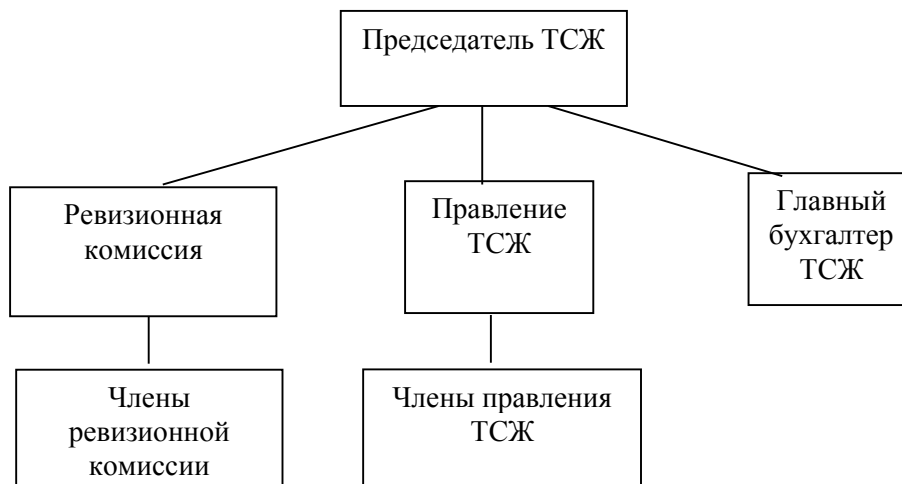 Председатель ТСЖ
Ревизионная
комиссия
Правление
ТСЖ
Главный
бухгалтер
ТСЖ
Члены
ревизионной
комиссии
Члены правления
ТСЖ